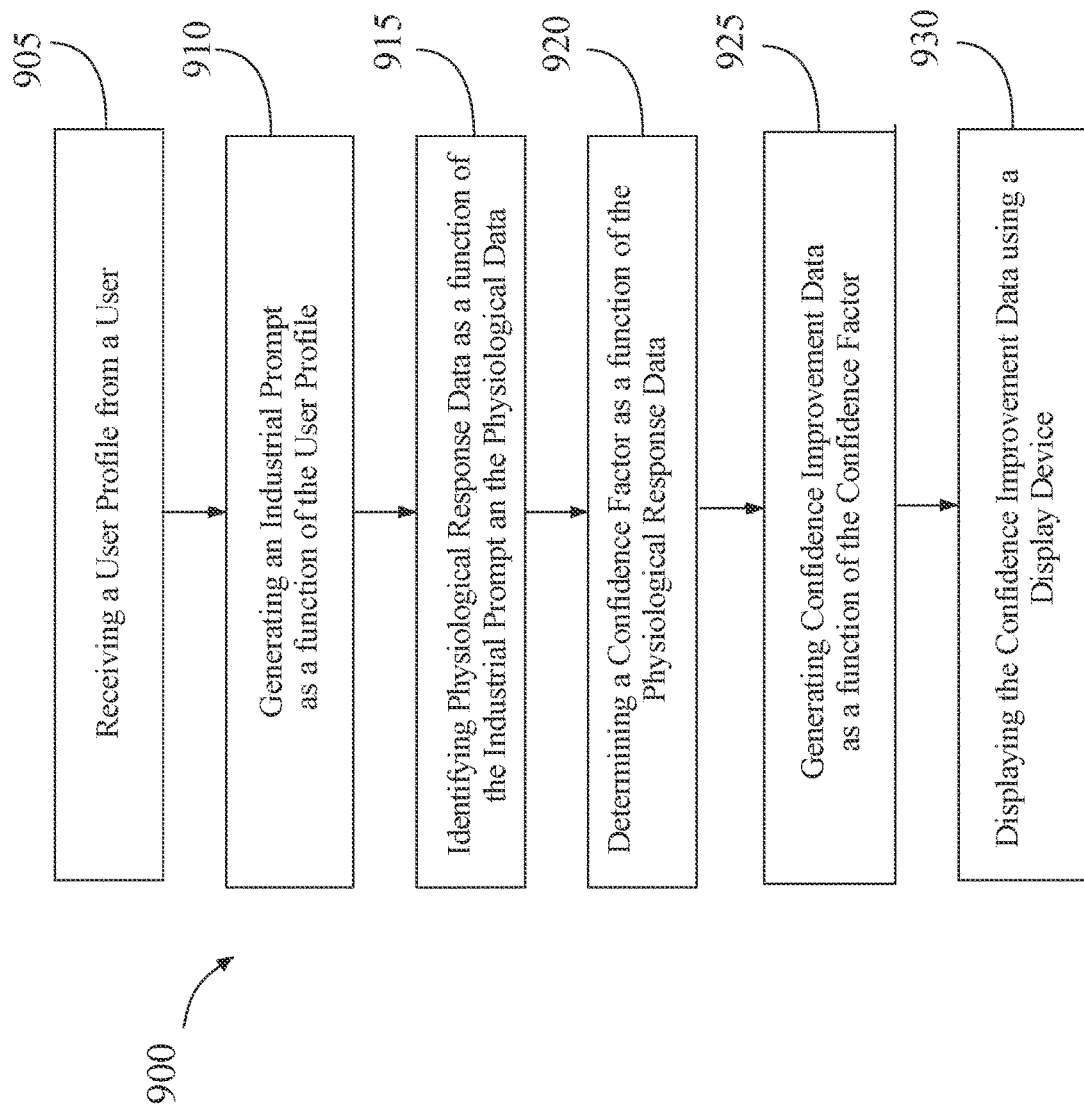 900
905
Receiving a User Profile from a User
910
Generating an Industrial Prompt
as a function of the User Profile
915
Identifying Physiological Response Data as a function of
the Industrial Prompt an the Physiological Data
920
Determining a Confidence Factor as a function of the
Physiological Response Data
925
Generating Confidence Improvement Data
as a function of the Confidence Factor
930
Displaying the Confidence Improvement Data using a
Display Device